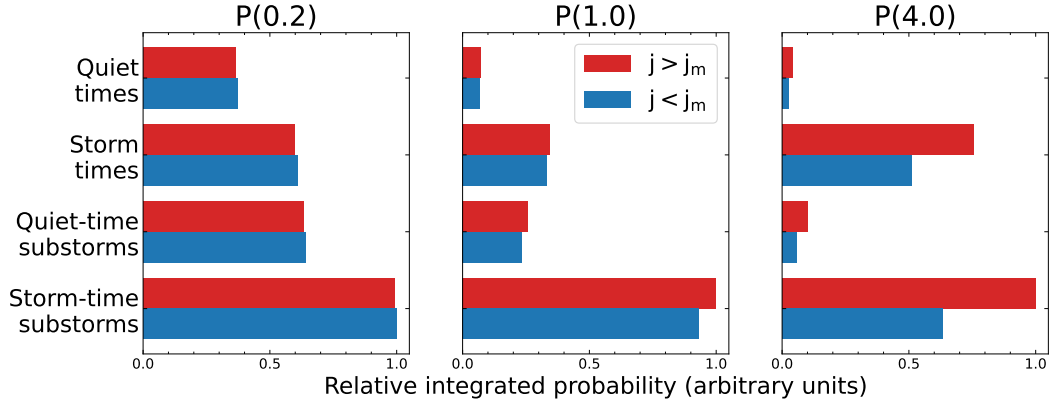 P(0.2)
P(1.0)
P(4.0)
Quiet
times
Storm
times
Quiet-time
substorms
Storm-time
substorms
j > jm
j < jm
0.0 0.5 1.0
0.0 0.5 1.0
0.0 0.5 1.0
Relative integrated probability (arbitrary units)